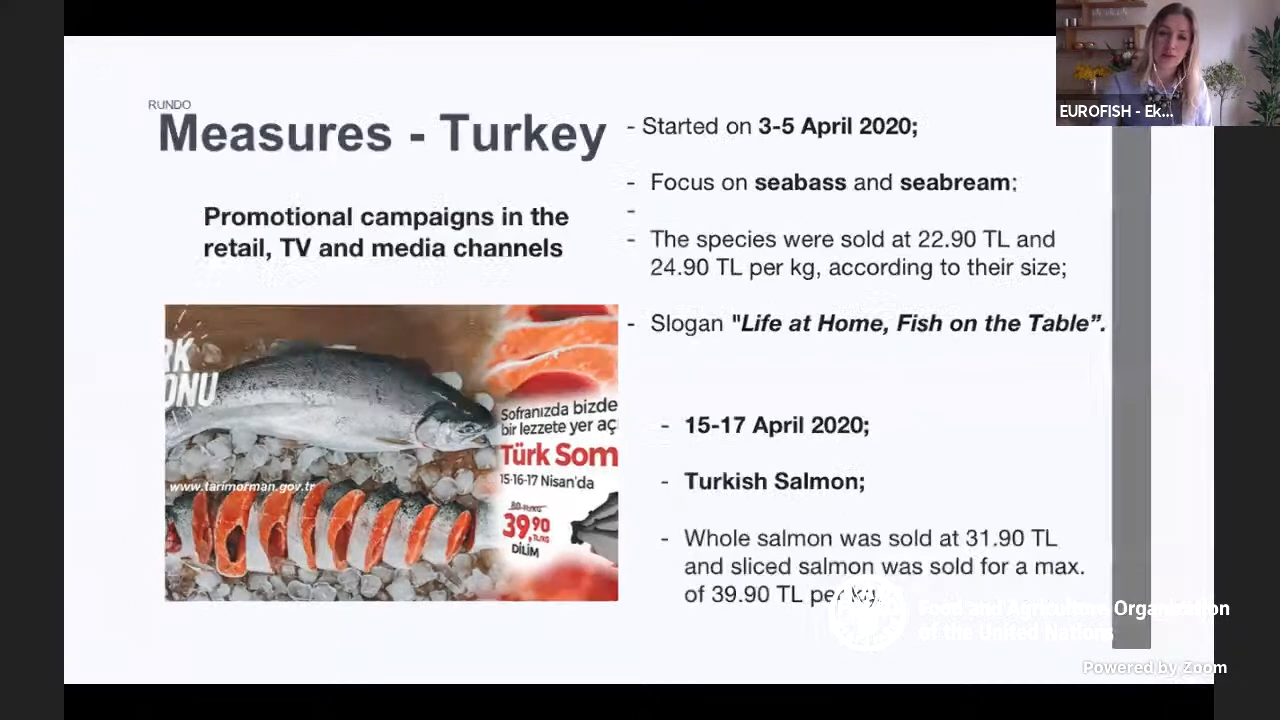 RUNDO
Measures - Turkey
Promotional campaigns in the
retail, TV and media channels
RK
ONU
www.tarimorman.gov.tr
Sofranızda bizde
bir lezzete yer aç
Türk Som
15-16-17 Nisan'da
39,90
TL/KG
DİLİM
- Started on 3-5 April 2020;
- Focus on seabass and seabream;
-
- The species were sold at 22.90 TL and
24.90 TL per kg, according to their size;
- Slogan "Life at Home, Fish on the Table”.
- 15-17 April 2020;
- Turkish Salmon;
- Whole salmon was sold at 31.90 TL
and sliced salmon was sold for a max.
of 39.90 TL per kg.
EUROFISH - Ek...
Food and Agriculture Organization
of the United Nations
Powered by Zoom